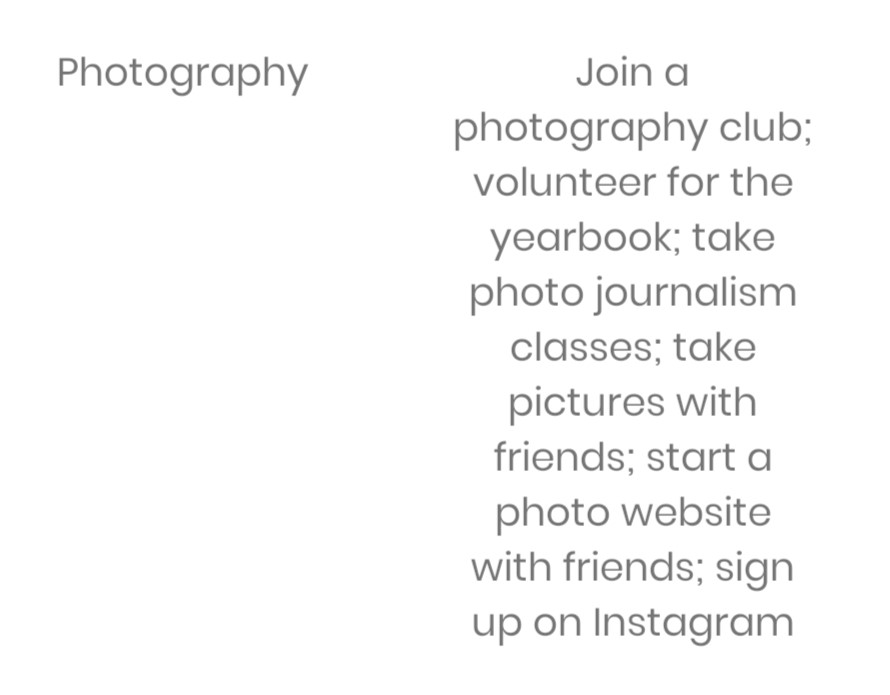 Photography
Join a
photography club;
volunteer for the
yearbook; take
photo journalism
classes; take
pictures with
friends; start a
photo website
with friends; sign
up on Instagram